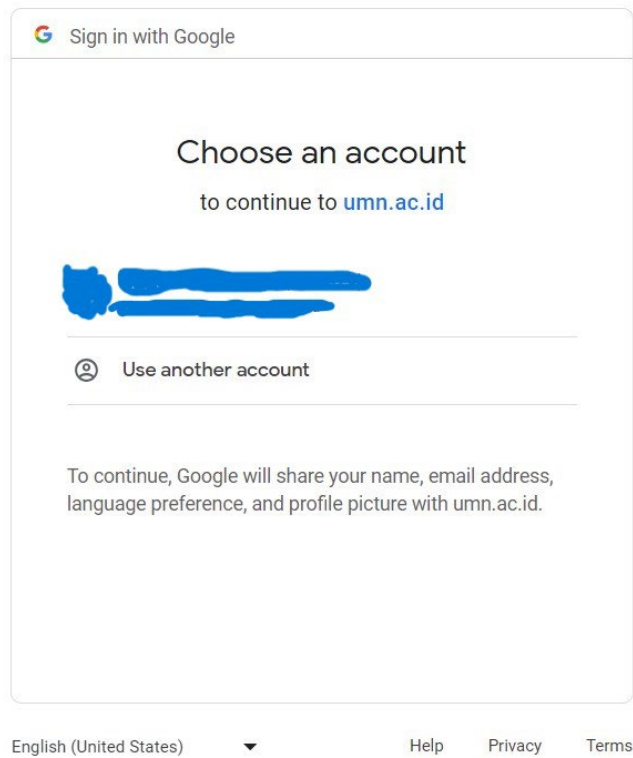 Sign in with Google
Choose an account
to continue to umn.ac.id
Use another account
To continue, Google will share your name, email address,
language preference, and profile picture with umn.ac.id.
English (United States) Help Privacy Terms